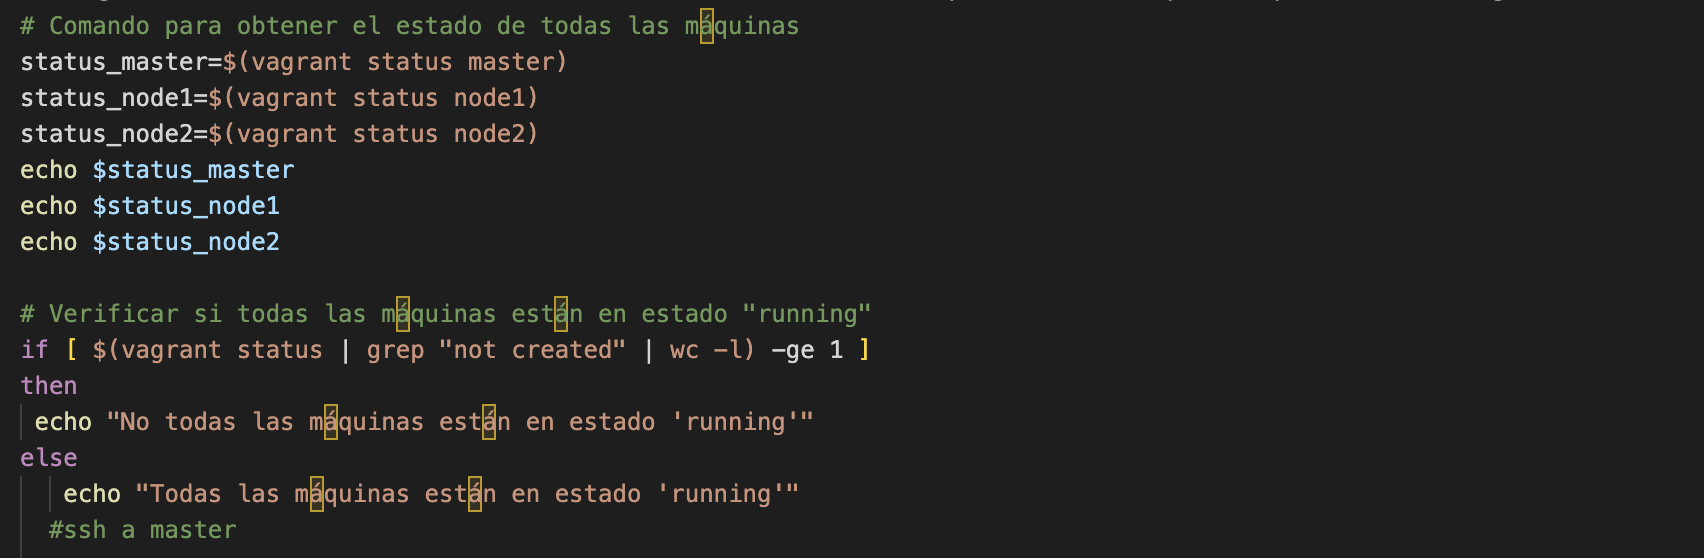 # Comando para obtener el estado de todas las máquinas
status_master=$(vagrant status master)
status_node1=$(vagrant status node1)
status_node2=$(vagrant status node2)
echo $status_master
echo $status_node1
echo $status_node2
# Verificar si todas las máquinas están en estado "running"
if [ $(vagrant status | grep "not created" | wc -l) -ge 1 ]
then
echo "No todas las máquinas están en estado 'running'"
else
echo "Todas las máquinas están en estado 'running'"
#ssh a master